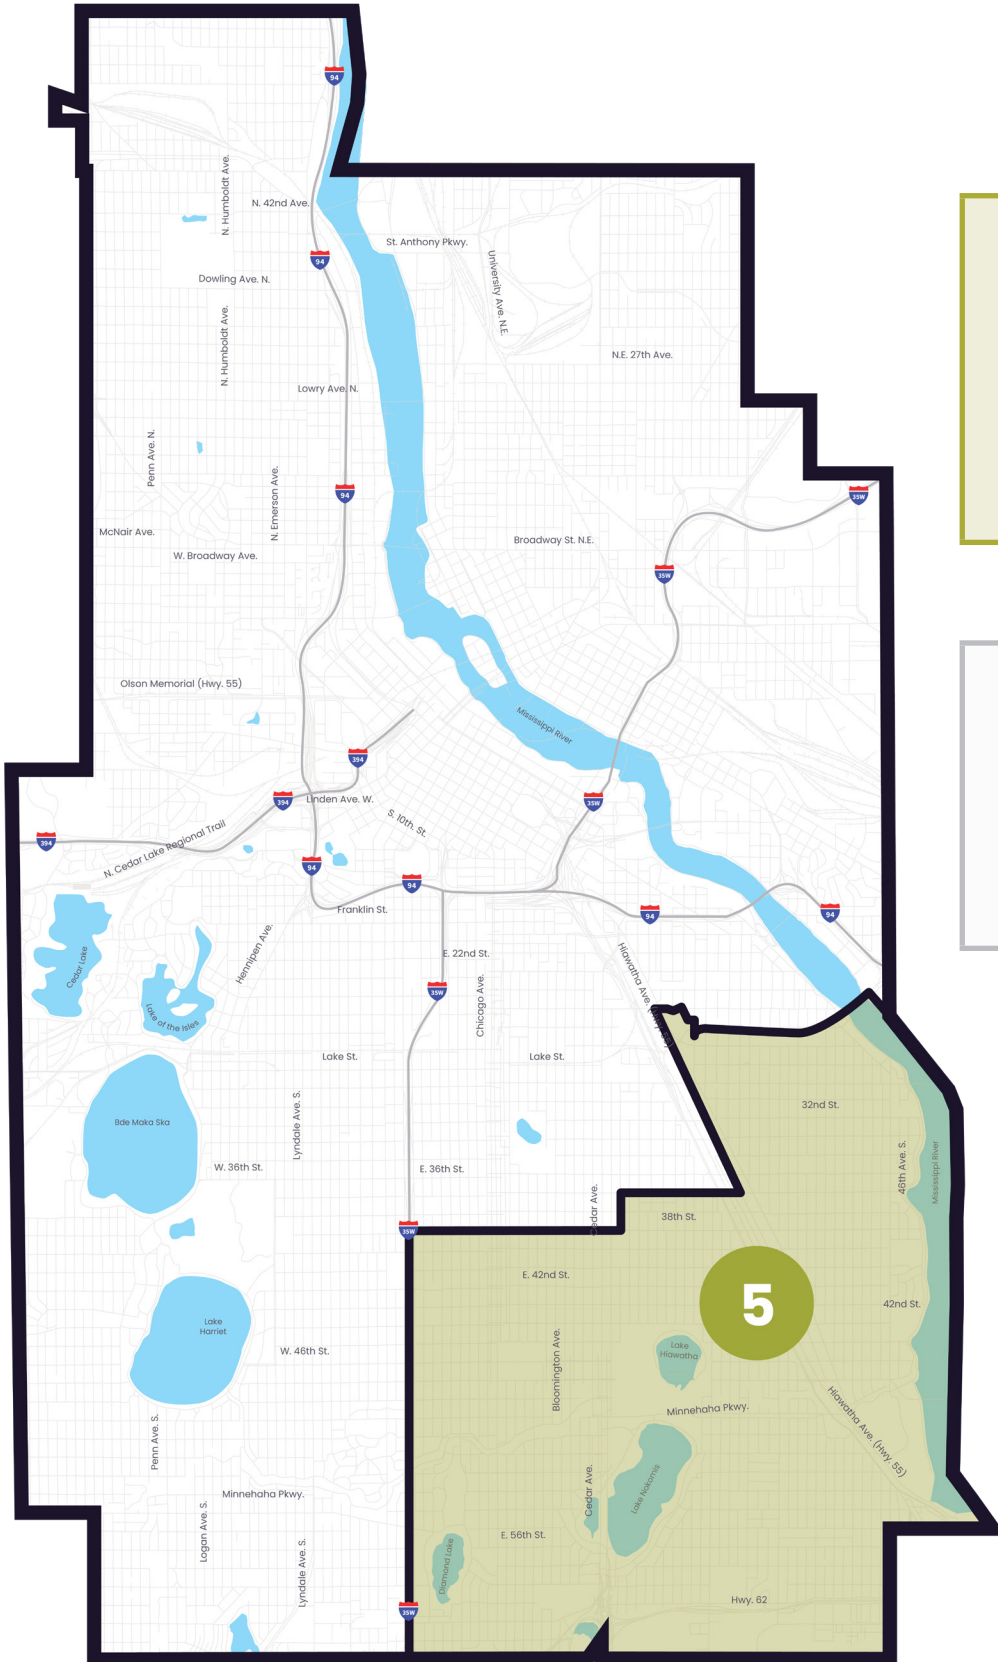 94
N. Humboldt Ave.
N. 42nd Ave.
St. Anthony Pkwy.
94
University Ave. N.E.
Dowling Ave. N.
N. Humboldt Ave.
N.E. 27th Ave.
Lowry Ave. N.
Penn Ave. N.
N. Emerson Ave.
94
35W
McNair Ave.
Broadway St. N.E.
W. Broadway Ave.
35W
Olson Memorial (Hwy. 55)
Mississippi River
394
394
Linden Ave. W.
35W
S. 10th. St.
394
N. Cedar Lake Regional Trail
94
94
Franklin St.
94
94
Hennipen Ave.
E. 22nd St.
Cedar Lake
Hiawatha Ave. (Hwy. 55)
35W
Chicago Ave.
Lake of the Isles
Lake St.
Lake St.
32nd St.
Lyndale Ave. S.
Bde Maka Ska
W. 36th St.
E. 36th St.
46th Ave. S.
Mississippi River
Cedar Ave.
38th St.
35W
E. 42nd St.
5
42nd St.
Lake
Harriet
W. 46th St.
Bloomington Ave.
Lake
Hiawatha
Minnehaha Pkwy.
Hiawatha Ave. (Hwy. 55)
Penn Ave. S.
Minnehaha Pkwy.
Cedar Ave.
Lake Nokomis
Logan Ave. S.
E. 56th St.
Lyndale Ave. S.
Diamond Lake
Hwy. 62
35W